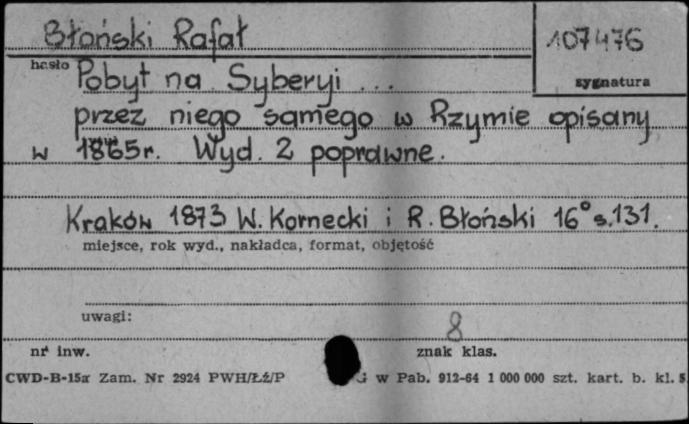 Błoński Rafał
107476
hasło
sygnatura
Pobyt na Syberyi ...
przez niego samego w Rzymie opisany
w 1865r. Wyd. 2 poprawne.
Kraków 1873 W. Kornecki i R. Błoński 16° s.131.
miejsce, rok wyd., nakładca, format, objętość
uwagi:
8
nr inw.
znak klas.
CWD-B-15a Zam. Nr 2924 PWH/Łź/P G w Pab. 912-64 1 000 000 szt. kart. b. kl. 5